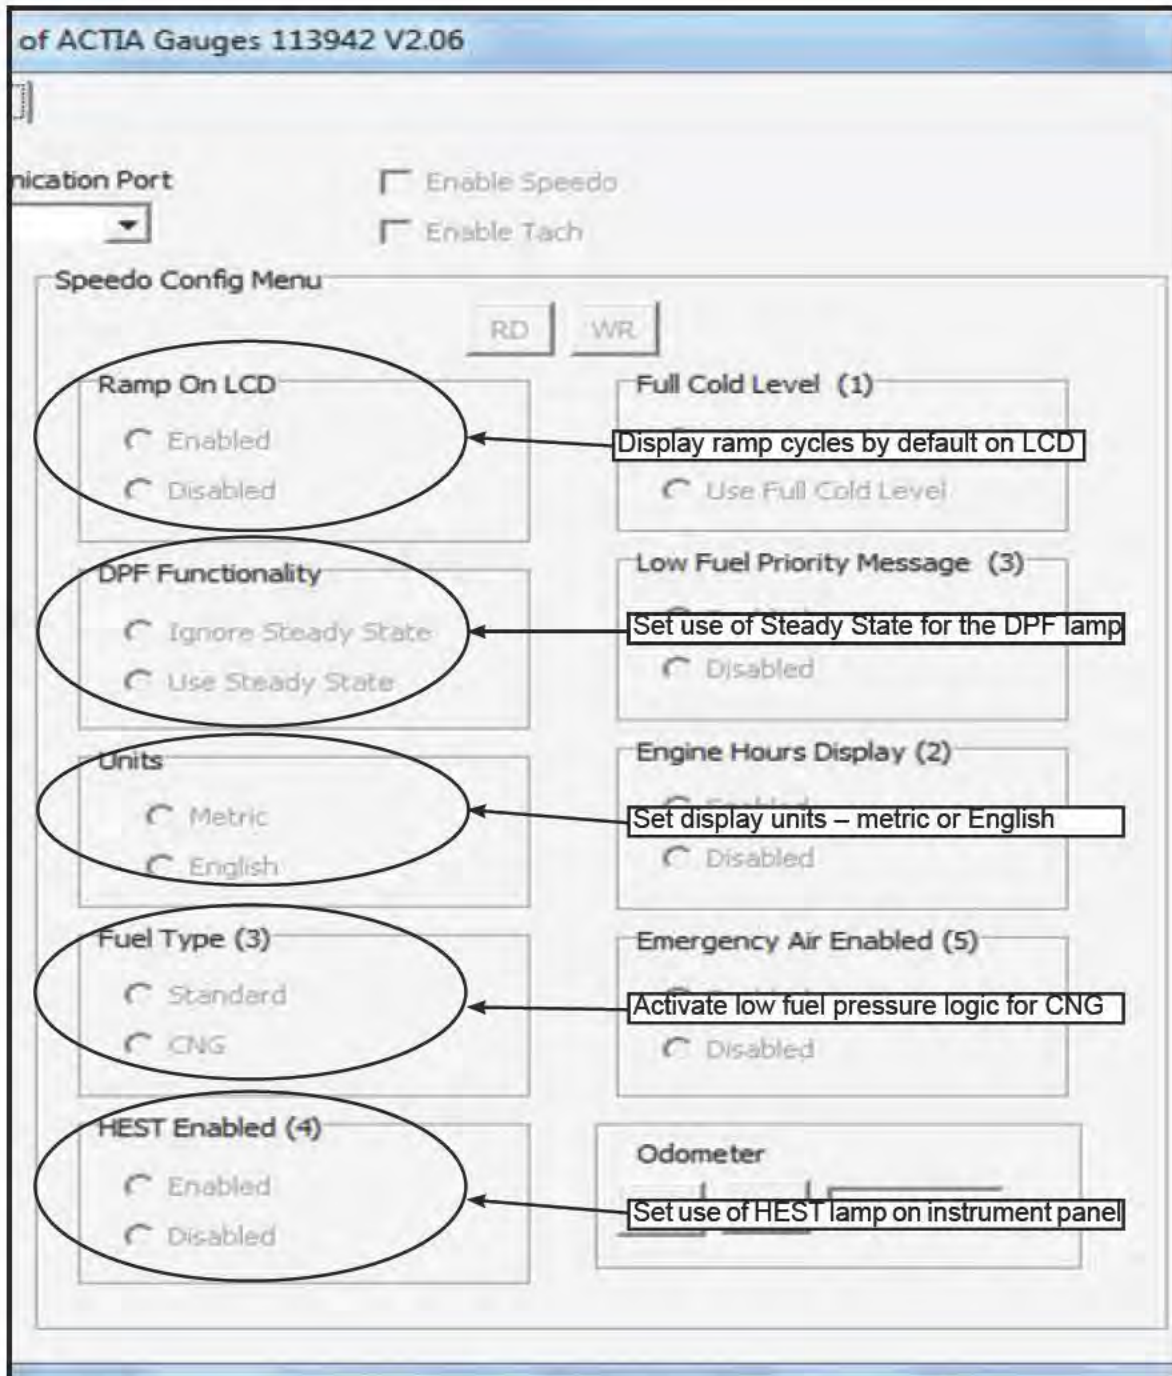 of ACTIA Gauges 113942 V2.06
nication Port
Enable Speedo
Enable Tach
Speedo Config Menu
RD WR
Ramp On LCD
Enabled
Disabled
Full Cold Level (1)
Display ramp cycles by default on LCD
Use Full Cold Level
DPF Functionality
Ignore Steady State
Use Steady State
Low Fuel Priority Message (3)
Set use of Steady State for the DPF lamp
Disabled
Units
Metric
English
Engine Hours Display (2)
Set display units – metric or English
Disabled
Fuel Type (3)
Standard
CNG
Emergency Air Enabled (5)
Activate low fuel pressure logic for CNG
Disabled
HEST Enabled (4)
Enabled
Disabled
Odometer
Set use of HEST lamp on instrument panel